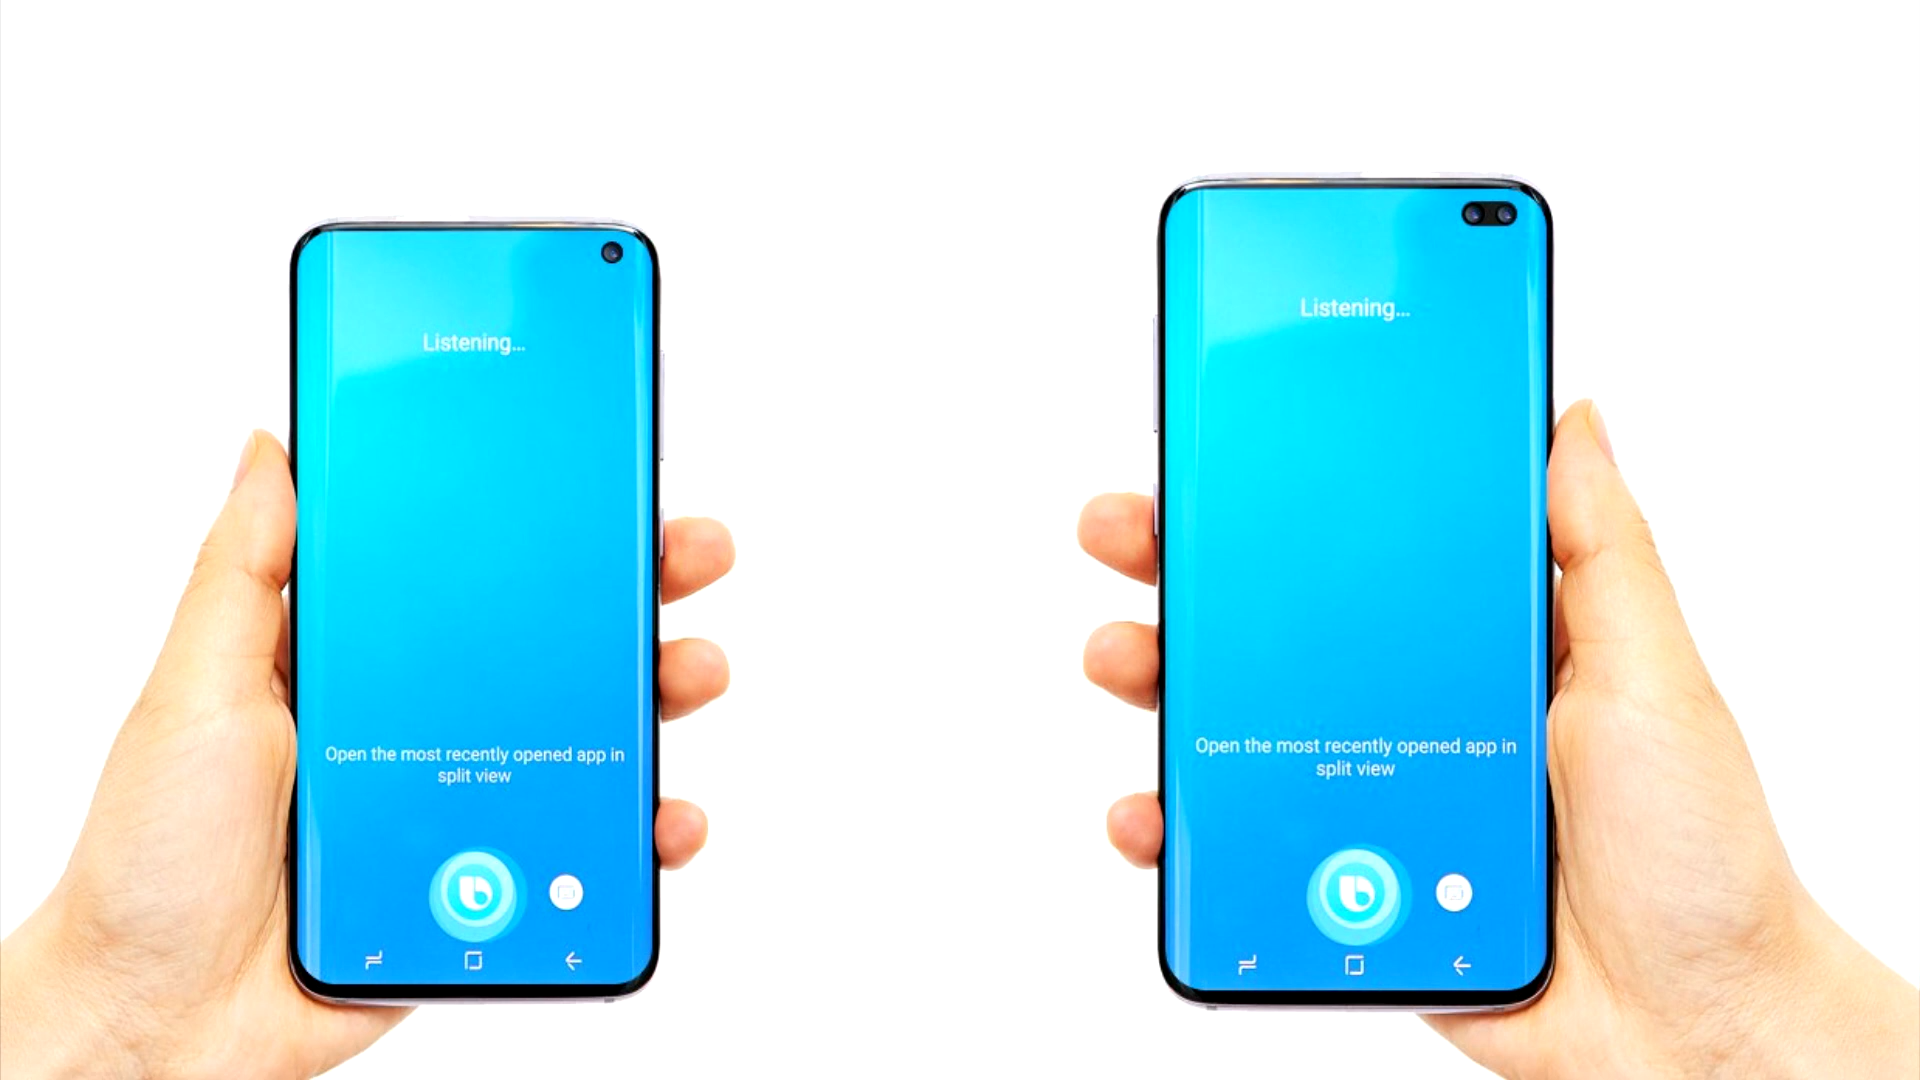 Listening...
Open the most recently opened app in
split view
Listening...
Open the most recently opened app in
split view